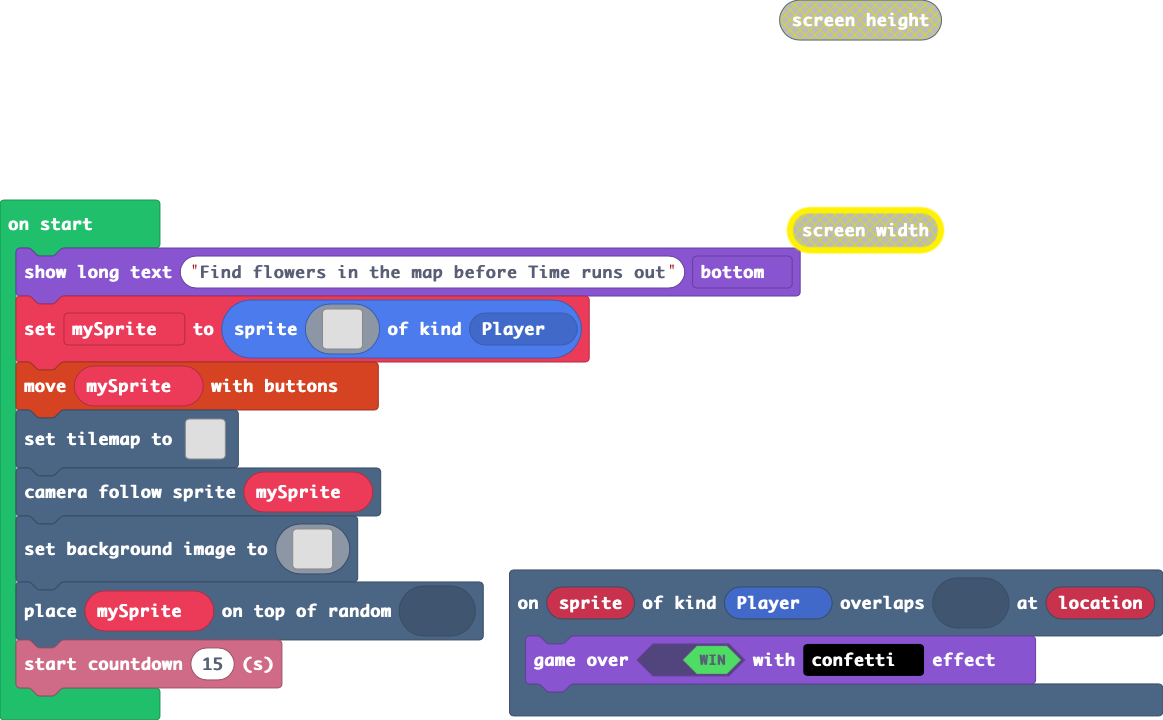 screen height
on start
screen width
show long text "Find flowers in the map before Time runs out" bottom
set mySprite to sprite of kind Player
move mySprite with buttons
set tilemap to
camera follow sprite mySprite
set background image to
place mySprite on top of random
on sprite of kind Player overlaps at location
start countdown 15 (s)
game over WIN with confetti effect